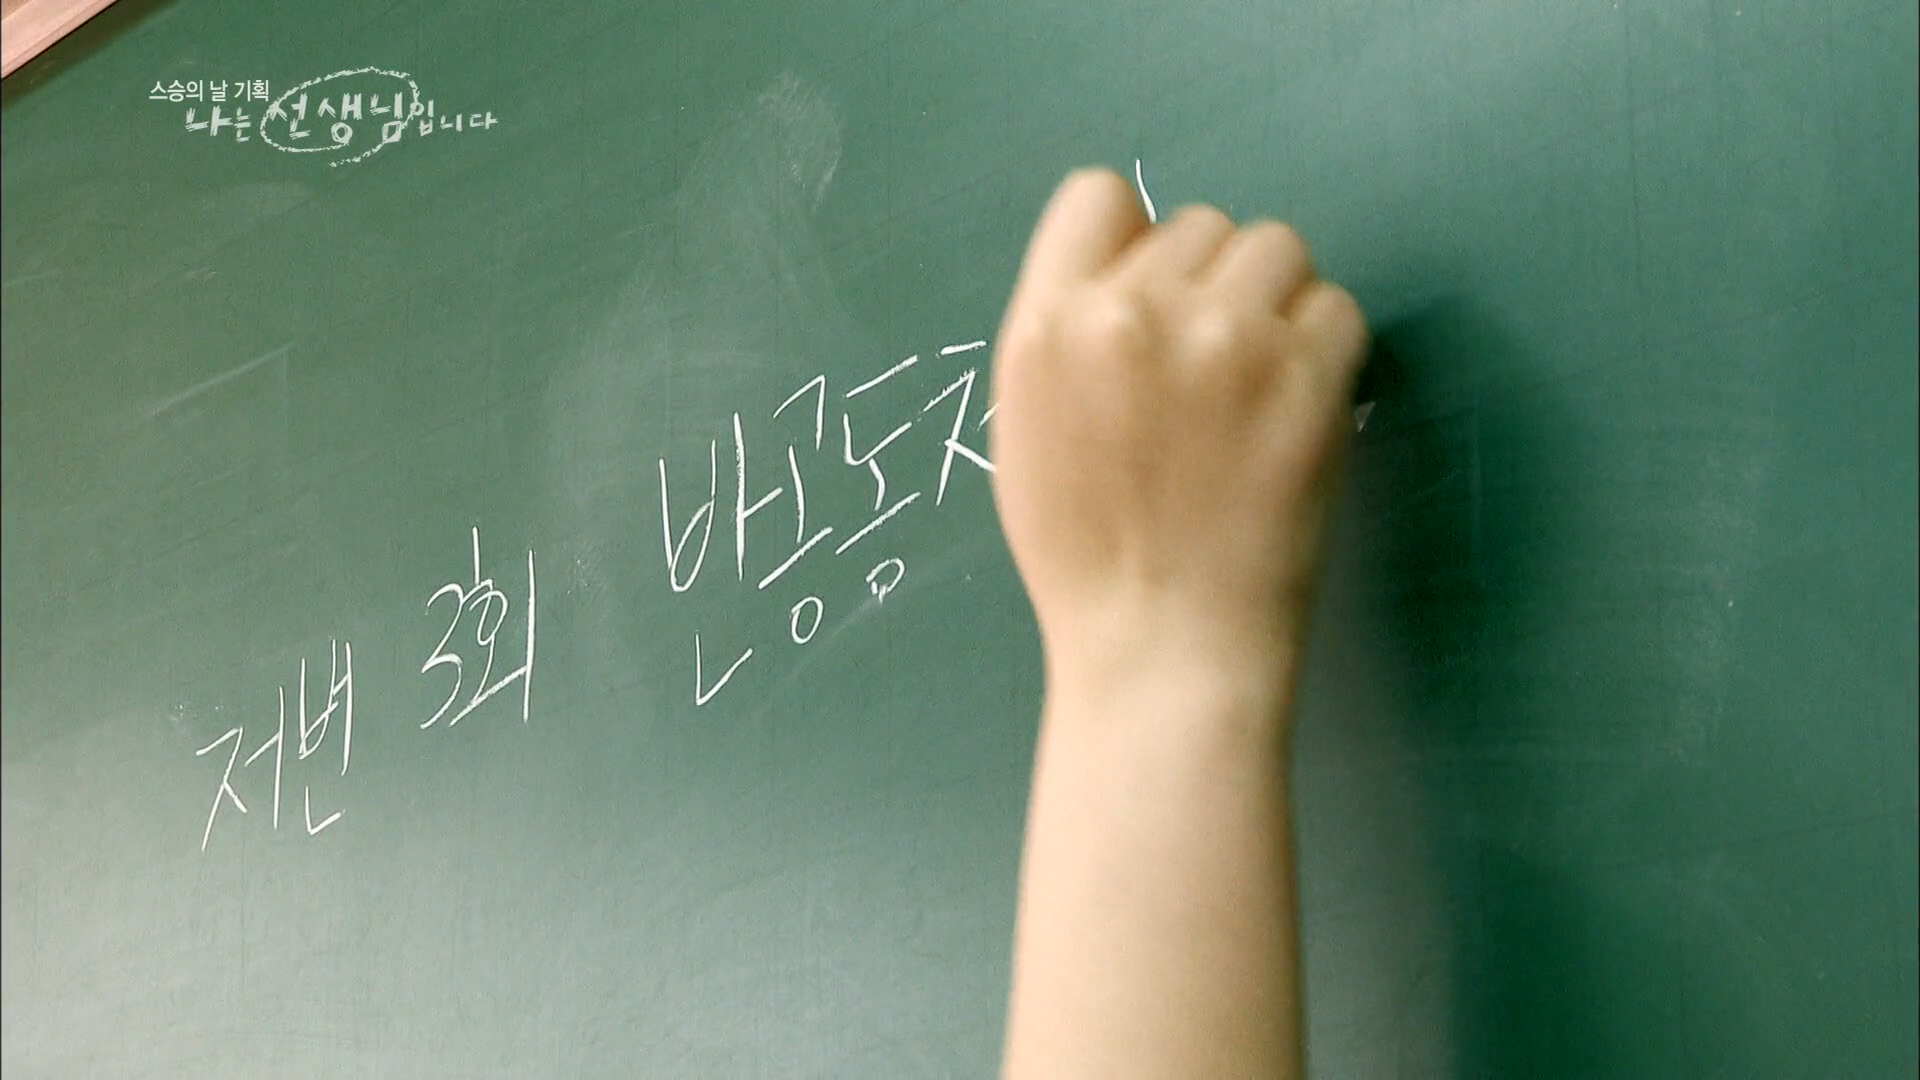 스승의 날 기획
나는 선생님입니다
저번 3회 반공동